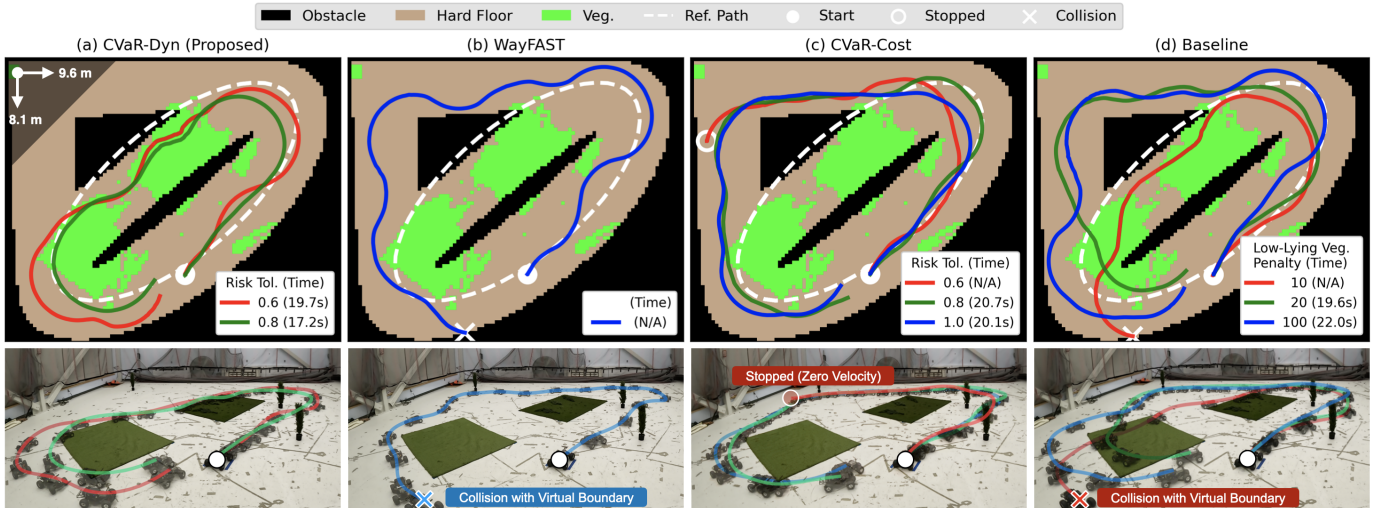 Obstacle Hard Floor Veg. Ref. Path Start Stopped Collision
(a) CVaR-Dyn (Proposed)
9.6 m
8.1 m
Risk Tol. (Time)
0.6 (19.7s)
0.8 (17.2s)
(b) WayFAST
(Time)
(N/A)
(c) CVaR-Cost
Risk Tol. (Time)
0.6 (N/A)
0.8 (20.7s)
1.0 (20.1s)
(d) Baseline
Low-Lying Veg.
Penalty (Time)
10 (N/A)
20 (19.6s)
100 (22.0s)
Collision with Virtual Boundary
Stopped (Zero Velocity)
Collision with Virtual Boundary